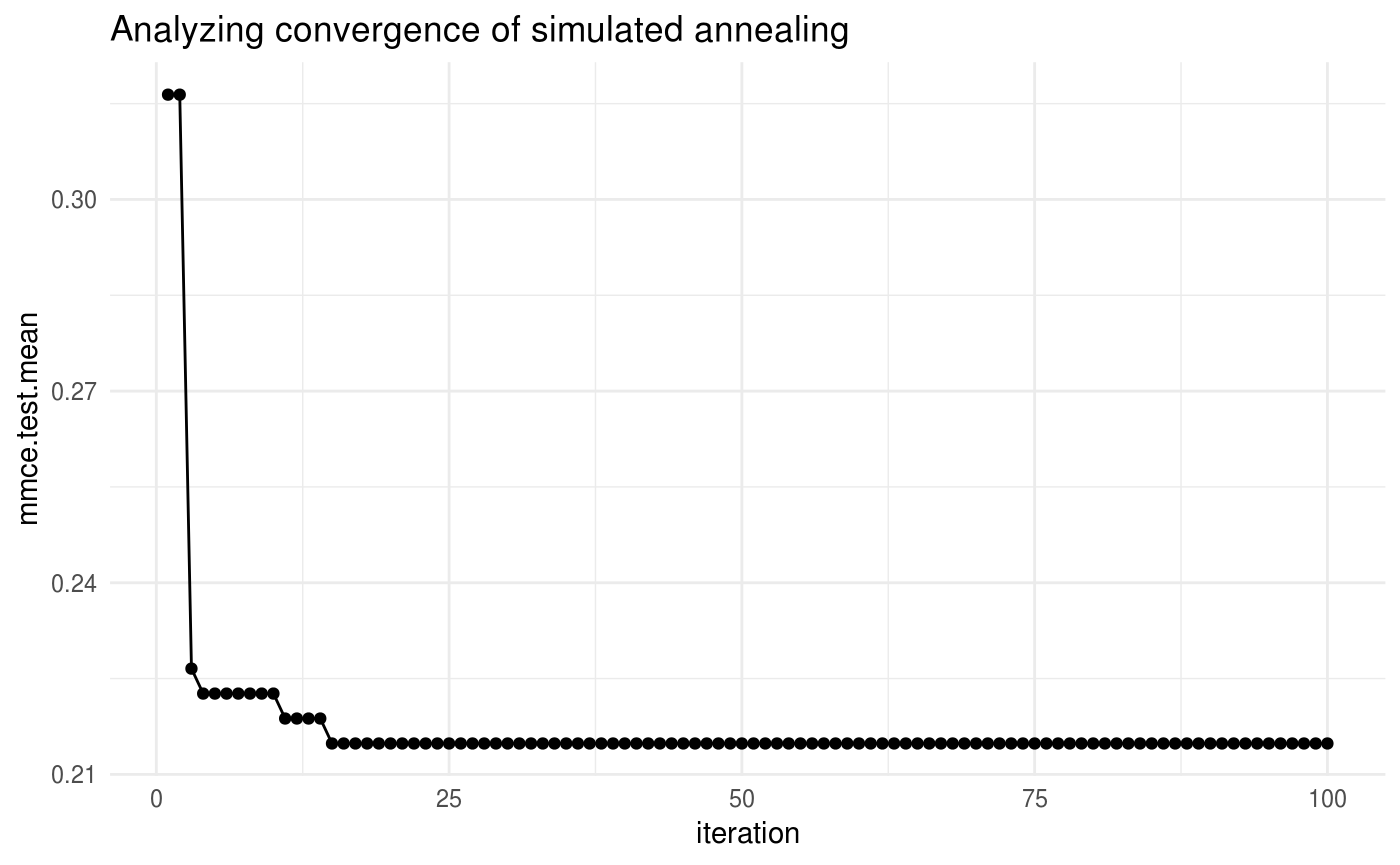 Analyzing convergence of simulated annealing
mmce.test.mean
0.30
0.27
0.24
0.21
0 25 50 75 100
iteration